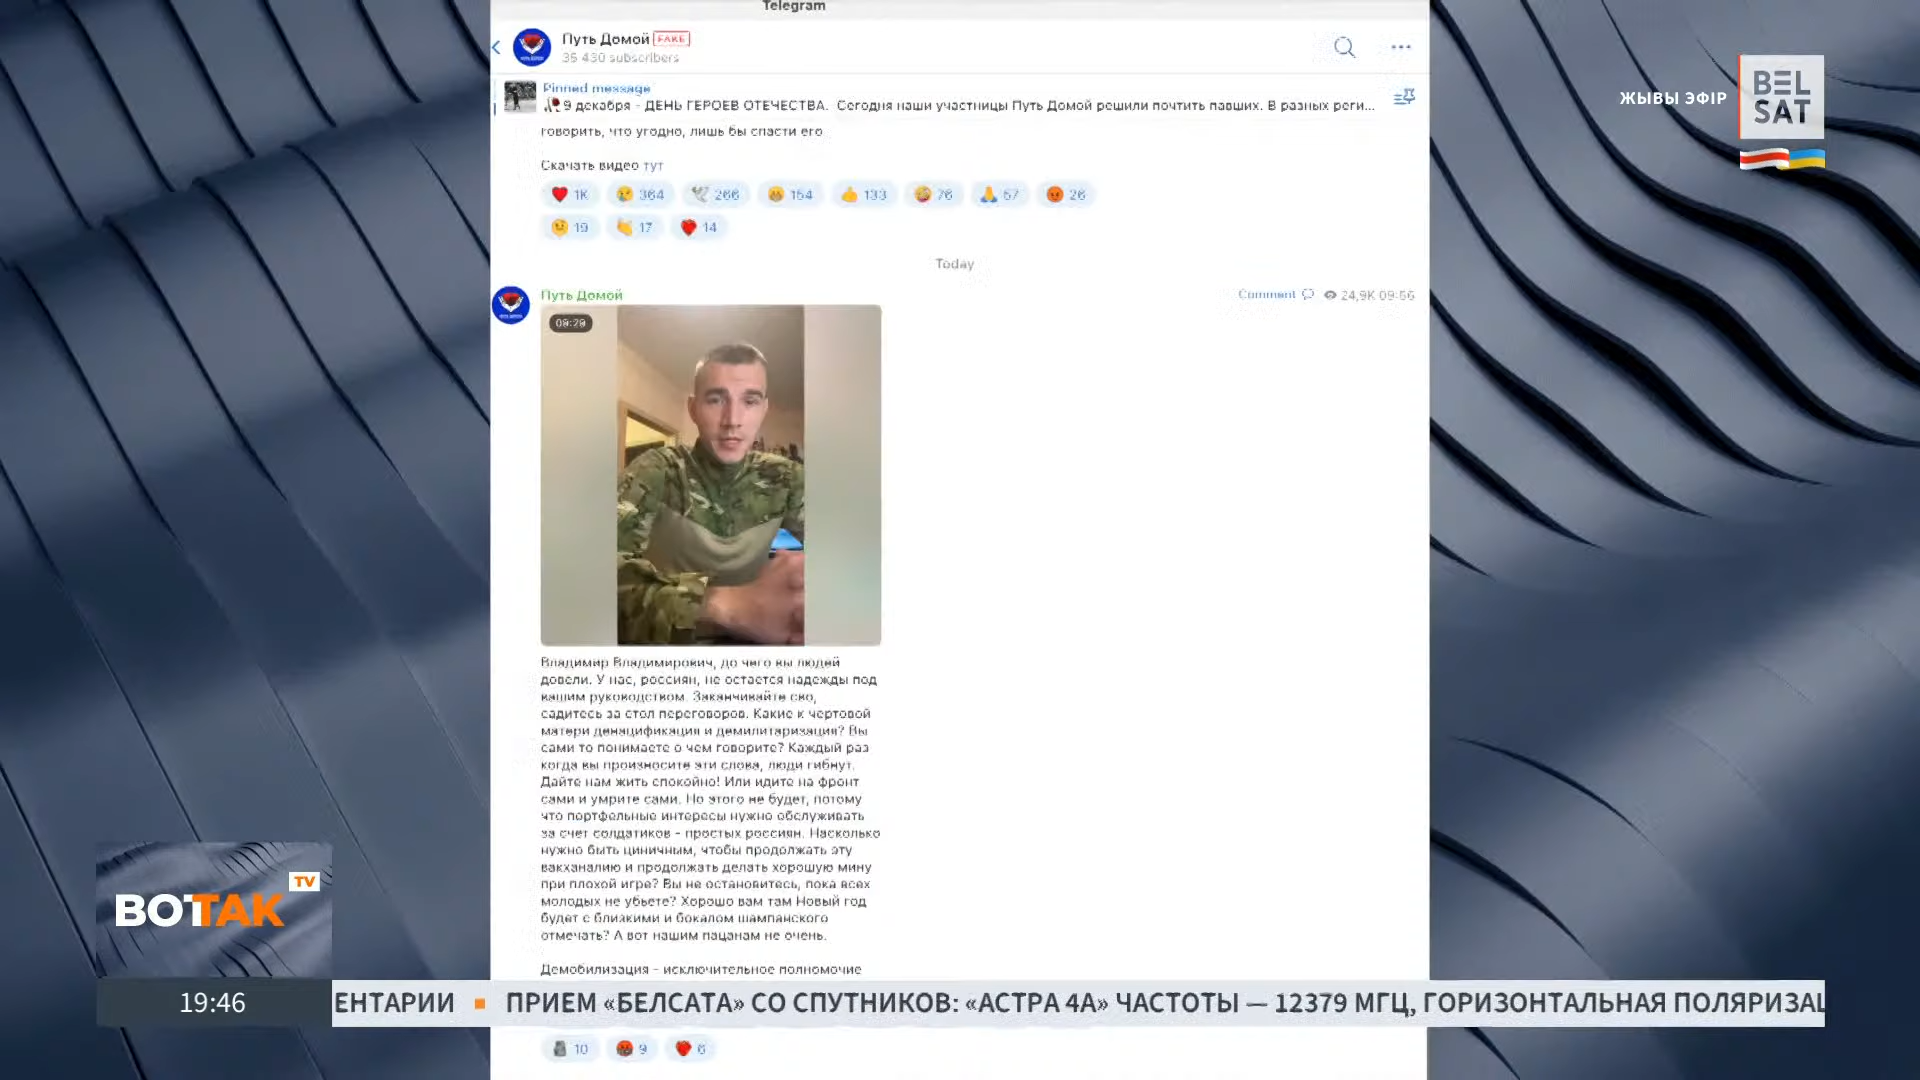 Telegram
Путь Домой FAKE
35 430 subscribers
Pinned message
9 декабря - ДЕНЬ ГЕРОЕВ ОТЕЧЕСТВА. Сегодня наши участницы Путь Домой решили почтить павших. В разных реги...
говорить, что угодно, лишь бы спасти его
Скачать видео тут
1K 364 266 154 133 76 57 26
19 17 14
Today
Путь Домой
Comment 24,9K 09:56
09:29
Владимир Владимирович, до чего вы людей
довели. У нас, россиян, не остается надежды под
вашим руководством. Заканчивайте сво,
садитесь за стол переговоров. Какие к чертовой
матери денацификация и демилитаризация? Вы
сами то понимаете о чем говорите? Каждый раз
когда вы произносите эти слова, люди гибнут.
Дайте нам жить спокойно! Или идите на фронт
сами и умрите сами. Но этого не будет, потому
что портфельные интересы нужно обслуживать
за счет солдатиков - простых россиян. Насколько
нужно быть циничным, чтобы продолжать эту
вакханалию и продолжать делать хорошую мину
при плохой игре? Вы не остановитесь, пока всех
молодых не убьете? Хорошо вам там Новый год
будет с близкими и бокалом шампанского
отмечать? А вот нашим пацанам не очень.
Демобилизация - исключительное полномочие
10 9 6
ЖЫВЫ ЭФІР
BEL
SAT
ВОТТАК TV
19:46
ЕНТАРИИ ▪ ПРИЕМ «БЕЛСАТА» СО СПУТНИКОВ: «АСТРА 4А» ЧАСТОТЫ — 12379 МГЦ, ГОРИЗОНТАЛЬНАЯ ПОЛЯРИЗАЦ